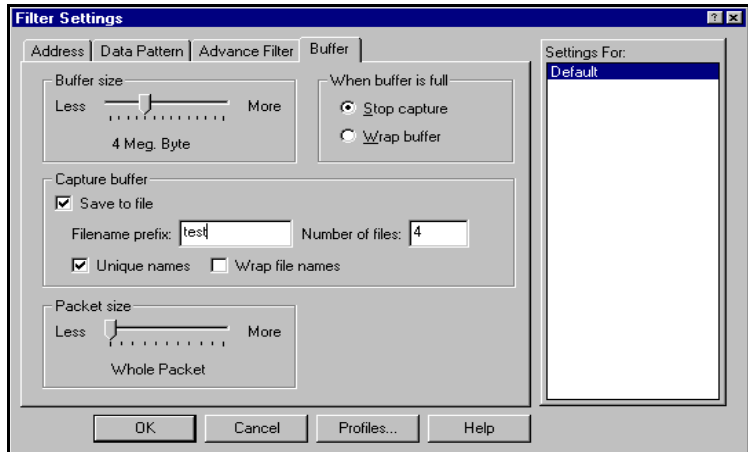 Filter Settings
Address Data Pattern Advance Filter Buffer
Buffer size
Less More
4 Meg. Byte
When buffer is full
Stop capture
Wrap buffer
Capture buffer
Save to file
Filename prefix: test Number of files: 4
Unique names Wrap file names
Packet size
Less More
Whole Packet
Settings For:
Default
OK Cancel Profiles... Help